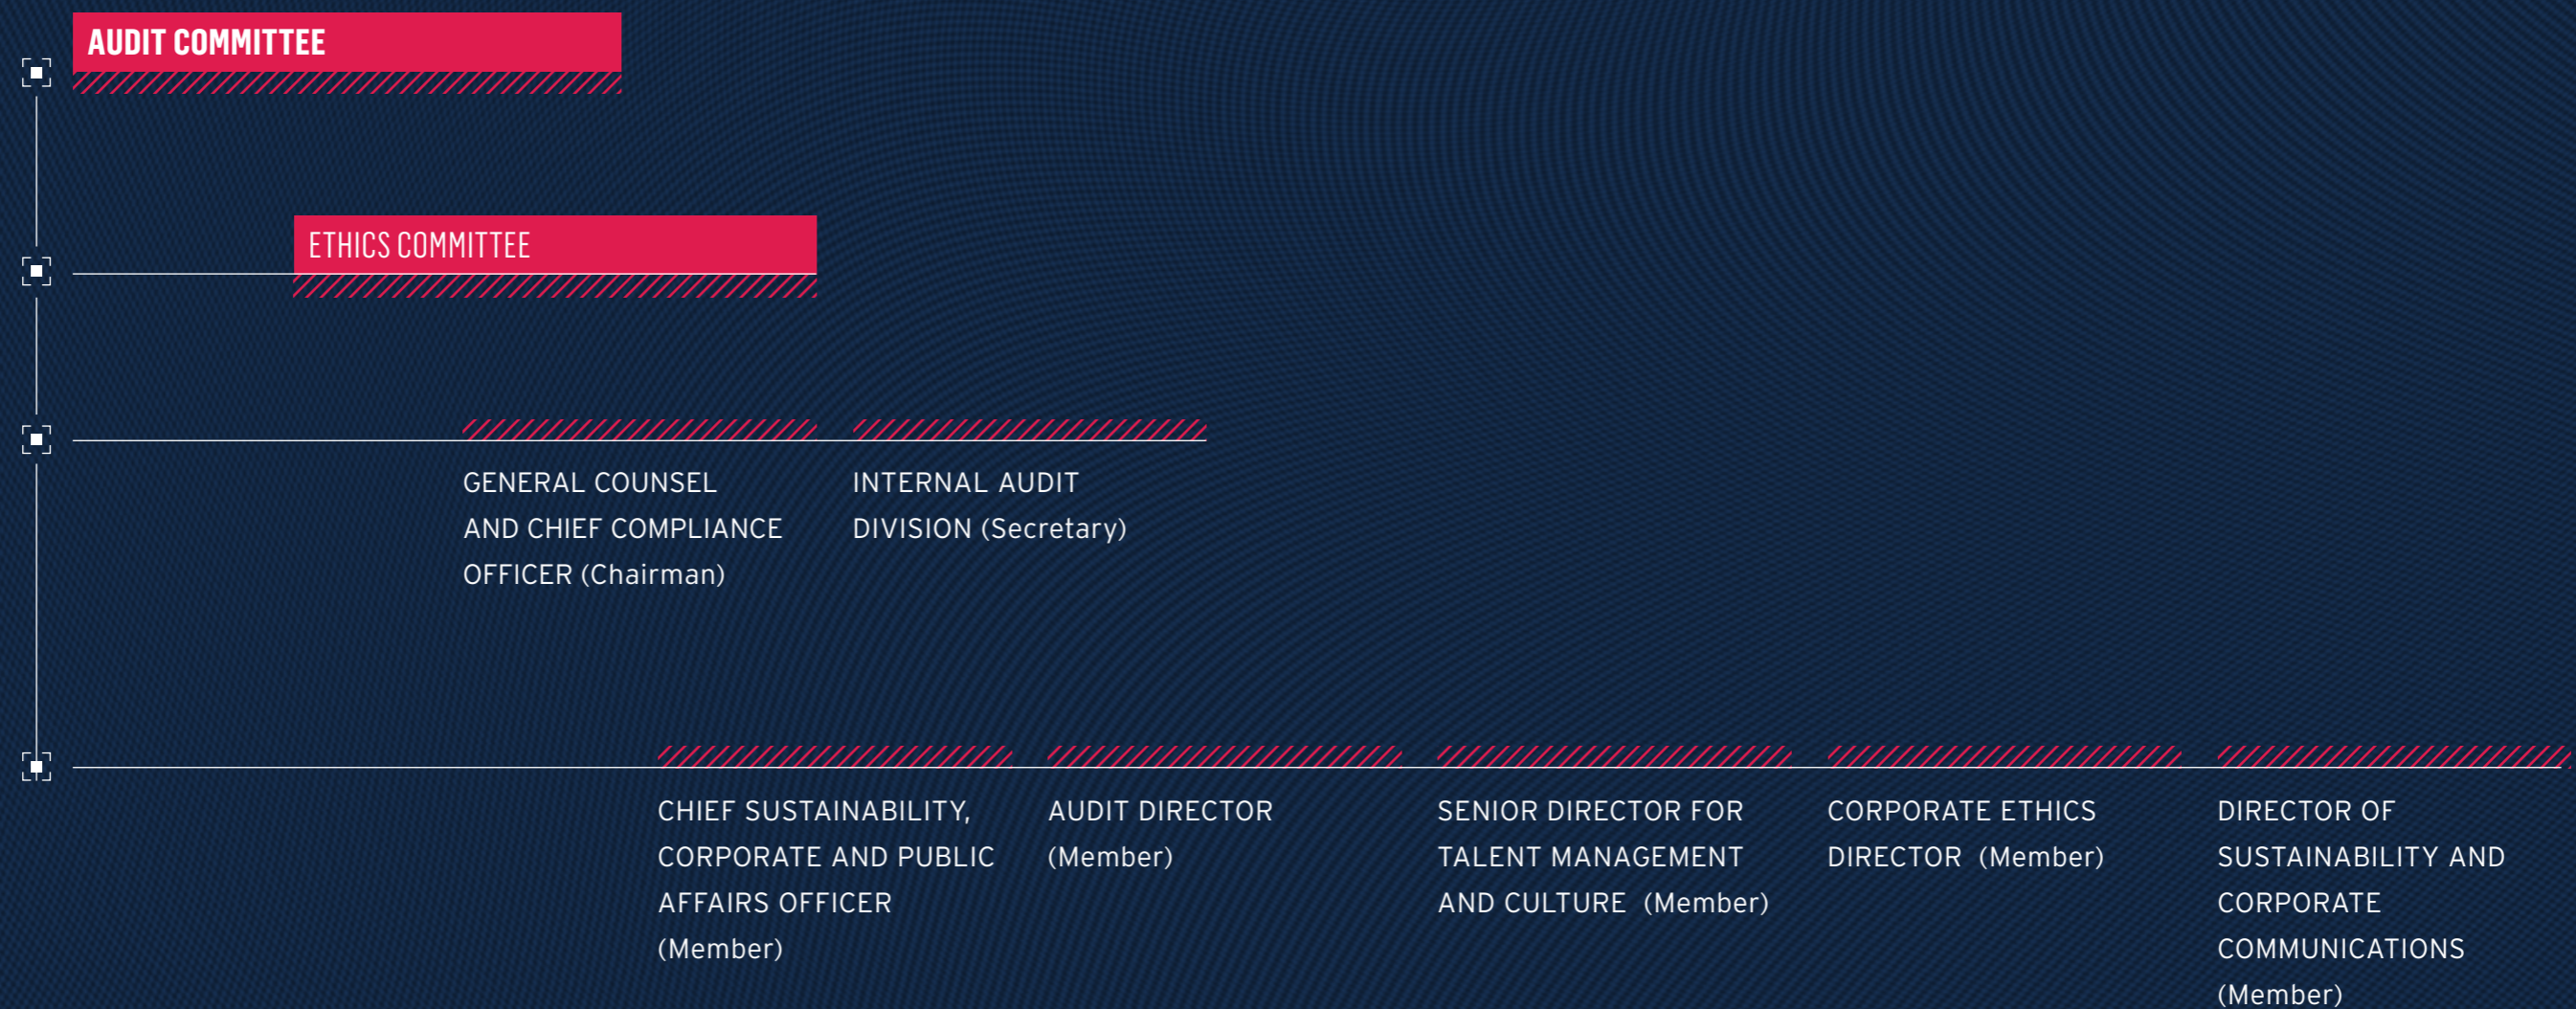 AUDIT COMMITTEE
ETHICS COMMITTEE
GENERAL COUNSEL
AND CHIEF COMPLIANCE
OFFICER (Chairman)
INTERNAL AUDIT
DIVISION (Secretary)
CHIEF SUSTAINABILITY,
CORPORATE AND PUBLIC
AFFAIRS OFFICER
(Member)
AUDIT DIRECTOR
(Member)
SENIOR DIRECTOR FOR
TALENT MANAGEMENT
AND CULTURE (Member)
CORPORATE ETHICS
DIRECTOR (Member)
DIRECTOR OF
SUSTAINABILITY AND
CORPORATE
COMMUNICATIONS
(Member)